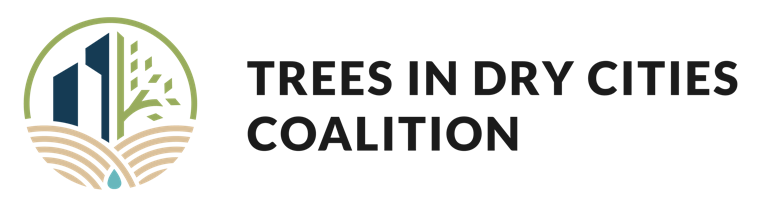 TREES IN DRY CITIES
COALITION